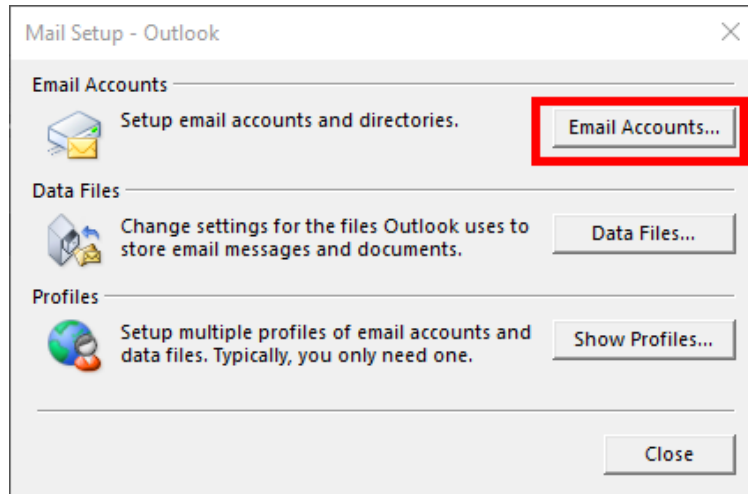 Mail Setup - Outlook
Email Accounts
Setup email accounts and directories.
Email Accounts...
Data Files
Change settings for the files Outlook uses to
store email messages and documents.
Data Files...
Profiles
Setup multiple profiles of email accounts and
data files. Typically, you only need one.
Show Profiles...
Close